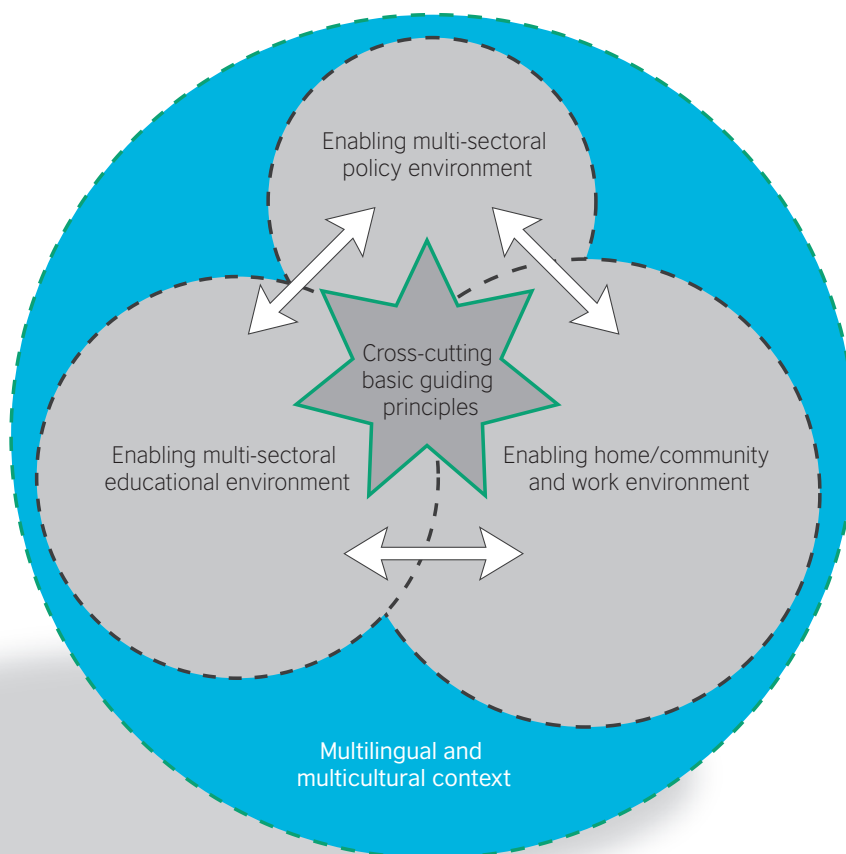 Enabling multi-sectoral
policy environment
Cross-cutting
basic guiding
principles
Enabling multi-sectoral
educational environment
Enabling home/community
and work environment
Multilingual and
multicultural context